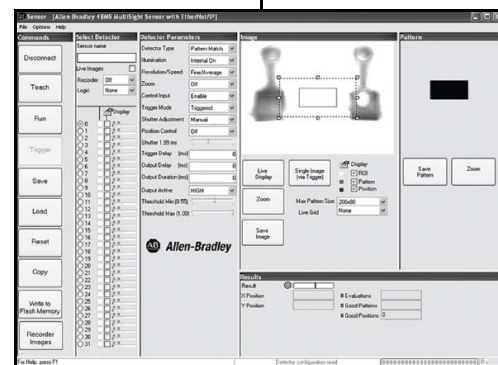 Sensor - [Allen Bradley 48MS MultiSight Sensor with EtherNet/IP]
File Options Help
Commands
Disconnect
Teach
Run
Trigger
Save
Load
Reset
Copy
Write to
Flash Memory
Recorder
Images
Select Detector
Sensor name
Live Images
Recorder Off
Logic None
Display
0
1
2
3
4
5
6
7
8
9
10
11
12
13
14
15
16
17
18
19
20
21
22
23
24
25
26
27
28
29
30
31
Detector Parameters
Detector Type Pattern Match
Illumination Internal On
Resolution/Speed Fine/Average
Zoom Off
Control Input Enable
Trigger Mode Triggered
Shutter Adjustment Manual
Position Control Off
Shutter 1.99 ms
Trigger Delay (ms) 0
Output Delay (ms) 0
Output Duration (ms) 0
Output Active HIGH
Threshold Min (0.55)
Threshold Max (1.00)
AB Allen-Bradley
Image
Live
Display
Single Image
(via Trigger)
Display
ROI
Pattern
Position
Zoom
Max Pattern Size 200x80
Live Grid None
Save
Image
Pattern
Save
Pattern
Zoom
Results
Result
X Position
Y Position
# Evaluations
# Good Patterns
# Good Positions 0
For Help, press F1
Detector configuration read